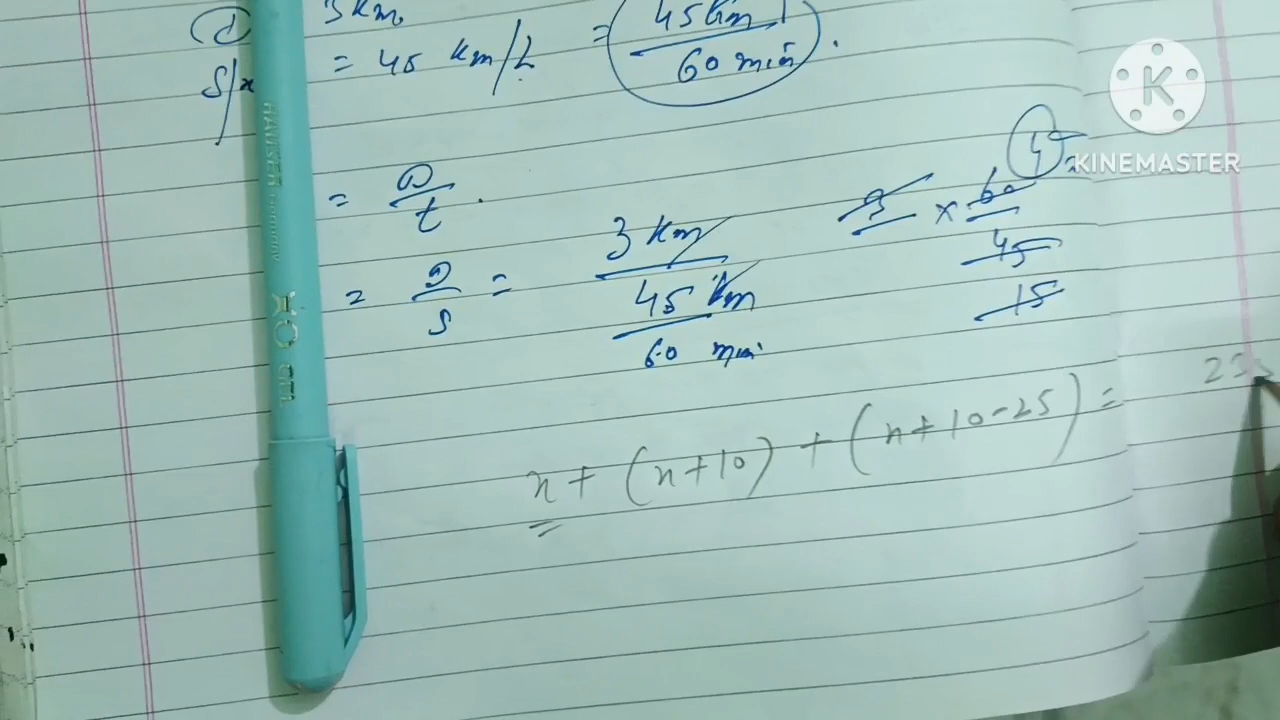 3 km.
S/x = 45 km/h = 45 km / 60 min.
K
KINEMASTER
= D/t.
3 × 60/45
4
15
= D/s = 3 km / 45 km / 60 min
x + (x+10) + (x+10-25) =